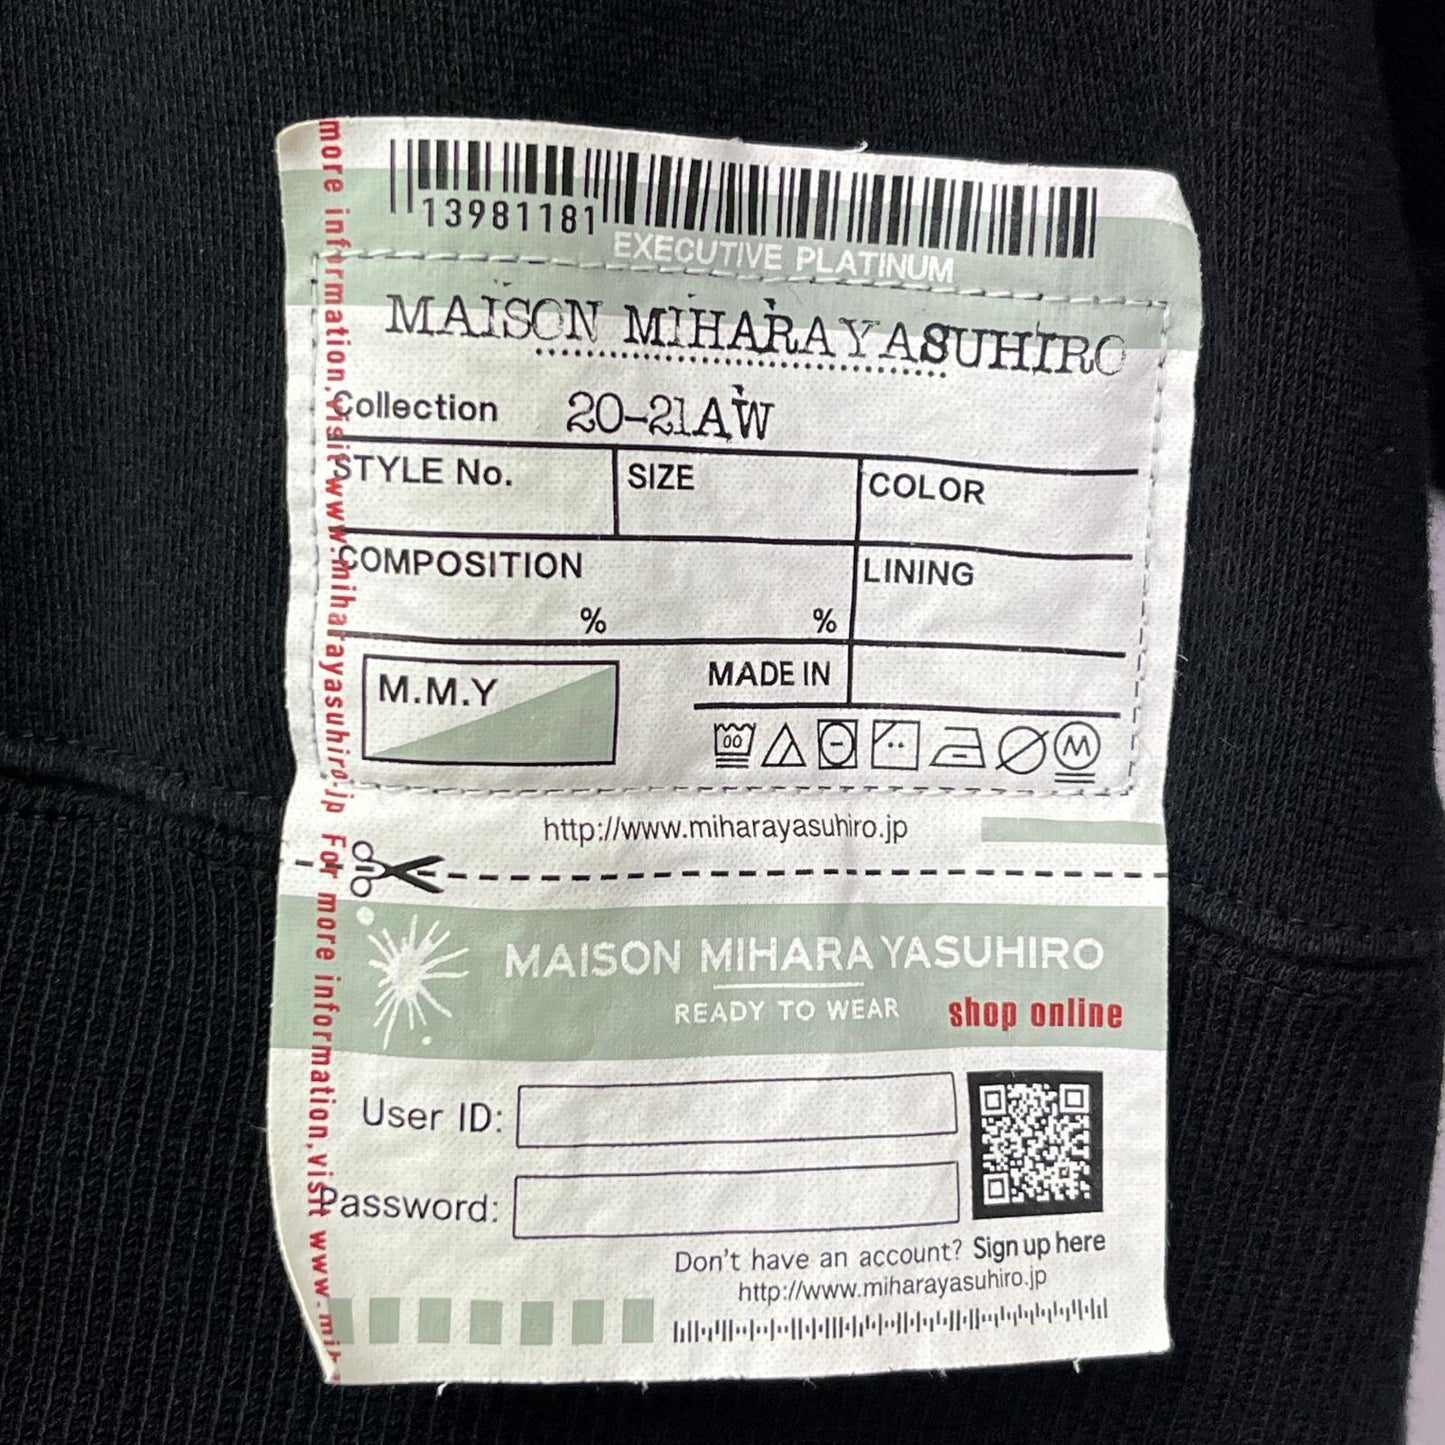 13981181
EXECUTIVE PLATINUM
MAISON MIHARA YASUHIRO
Collection 20-21AW
STYLE No. SIZE COLOR
COMPOSITION LINING
% %
M.M.Y MADE IN
http://www.miharayasuhiro.jp
MAISON MIHARA YASUHIRO
READY TO WEAR shop online
User ID:
Password:
Don't have an account? Sign up here
http://www.miharayasuhiro.jp
more information,visit www.miharayasuhiro.jp For more information,visit www.mih